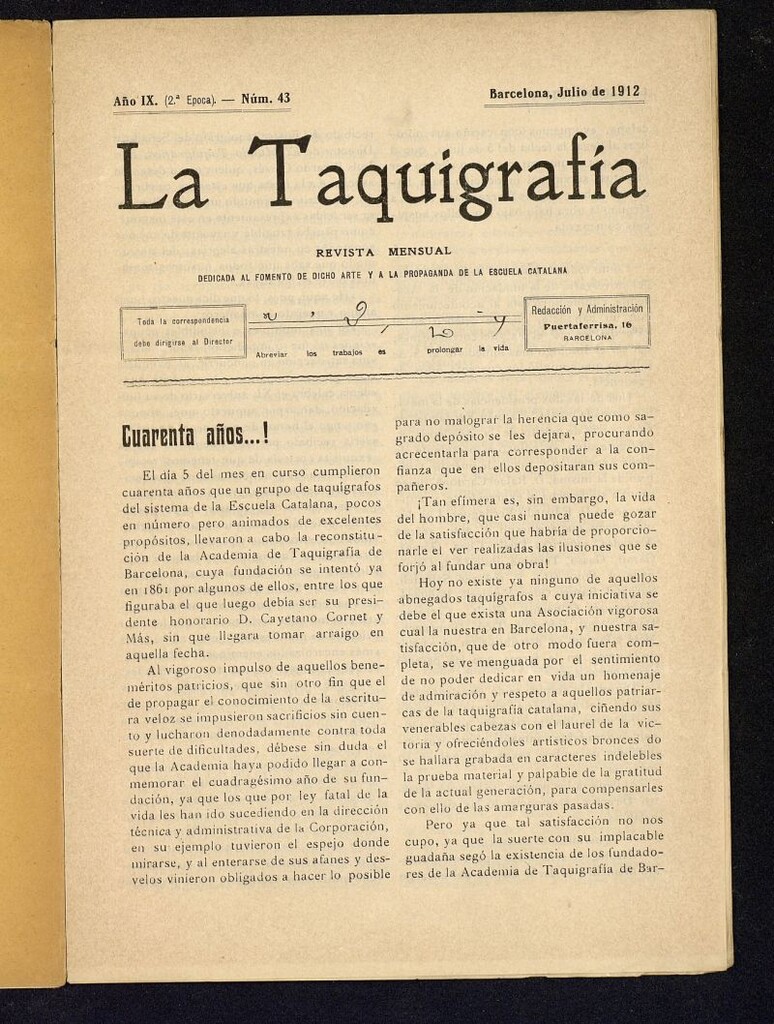 Año IX. (2.ª Epoca). — Núm. 43
Barcelona, Julio de 1912
La Taquigrafía
REVISTA MENSUAL
DEDICADA AL FOMENTO DE DICHO ARTE Y A LA PROPAGANDA DE LA ESCUELA CATALANA
Toda la correspondencia
debe dirigirse al Director
Abreviar los trabajos es prolongar la vida
Redacción y Administración
Puertaferrisa, 16
BARCELONA
Cuarenta años...!
El día 5 del mes en curso cumplieron
cuarenta años que un grupo de taquígrafos
del sistema de la Escuela Catalana, pocos
en número pero animados de excelentes
propósitos, llevaron a cabo la reconstitu-
ción de la Academia de Taquigrafía de
Barcelona, cuya fundación se intentó ya
en 1861 por algunos de ellos, entre los que
figuraba el que luego debía ser su presi-
dente honorario D. Cayetano Cornet y
Más, sin que llegara tomar arraigo en
aquella fecha.
Al vigoroso impulso de aquellos bene-
méritos patricios, que sin otro fin que el
de propagar el conocimiento de la escritu-
ra veloz se impusieron sacrificios sin cuen-
to y lucharon denodadamente contra toda
suerte de dificultades, débese sin duda el
que la Academia haya podido llegar a con-
memorar el cuadragésimo año de su fun-
dación, ya que los que por ley fatal de la
vida les han ido sucediendo en la dirección
técnica y administrativa de la Corporación,
en su ejemplo tuvieron el espejo donde
mirarse, y al enterarse de sus afanes y des-
velos vinieron obligados a hacer lo posible
para no malograr la herencia que como sa-
grado depósito se les dejara, procurando
acrecentarla para corresponder a la con-
fianza que en ellos depositaran sus com-
pañeros.
¡Tan efímera es, sin embargo, la vida
del hombre, que casi nunca puede gozar
de la satisfacción que habría de proporcio-
narle el ver realizadas las ilusiones que se
forjó al fundar una obra!
Hoy no existe ya ninguno de aquellos
abnegados taquígrafos a cuya iniciativa se
debe el que exista una Asociación vigorosa
cual la nuestra en Barcelona, y nuestra sa-
tisfacción, que de otro modo fuera com-
pleta, se ve menguada por el sentimiento
de no poder dedicar en vida un homenaje
de admiración y respeto a aquellos patriar-
cas de la taquigrafía catalana, ciñendo sus
venerables cabezas con el laurel de la vic-
toria y ofreciéndoles artísticos bronces do
se hallara grabada en caracteres indelebles
la prueba material y palpable de la gratitud
de la actual generación, para compensarles
con ello de las amarguras pasadas.
Pero ya que tal satisfacción no nos
cupo, ya que la suerte con su implacable
guadaña segó la existencia de los fundado-
res de la Academia de Taquigrafía de Bar-